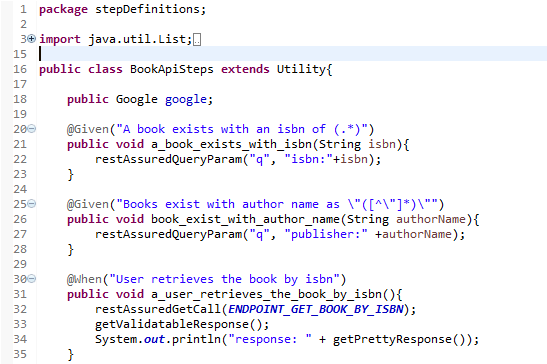 1 package stepDefinitions;
2
3 import java.util.List;
15
16 public class BookApiSteps extends Utility{
17
18     public Google google;
19
20     @Given("A book exists with an isbn of (.*)")
21     public void a_book_exists_with_isbn(String isbn){
22         restAssuredQueryParam("q", "isbn:"+isbn);
23     }
24
25     @Given("Books exist with author name as \"([^\"]*)\"")
26     public void book_exist_with_author_name(String authorName){
27         restAssuredQueryParam("q", "publisher:" +authorName);
28     }
29
30     @When("User retrieves the book by isbn")
31     public void a_user_retrieves_the_book_by_isbn(){
32         restAssuredGetCall(ENDPOINT_GET_BOOK_BY_ISBN);
33         getValidatableResponse();
34         System.out.println("response: " + getPrettyResponse());
35     }